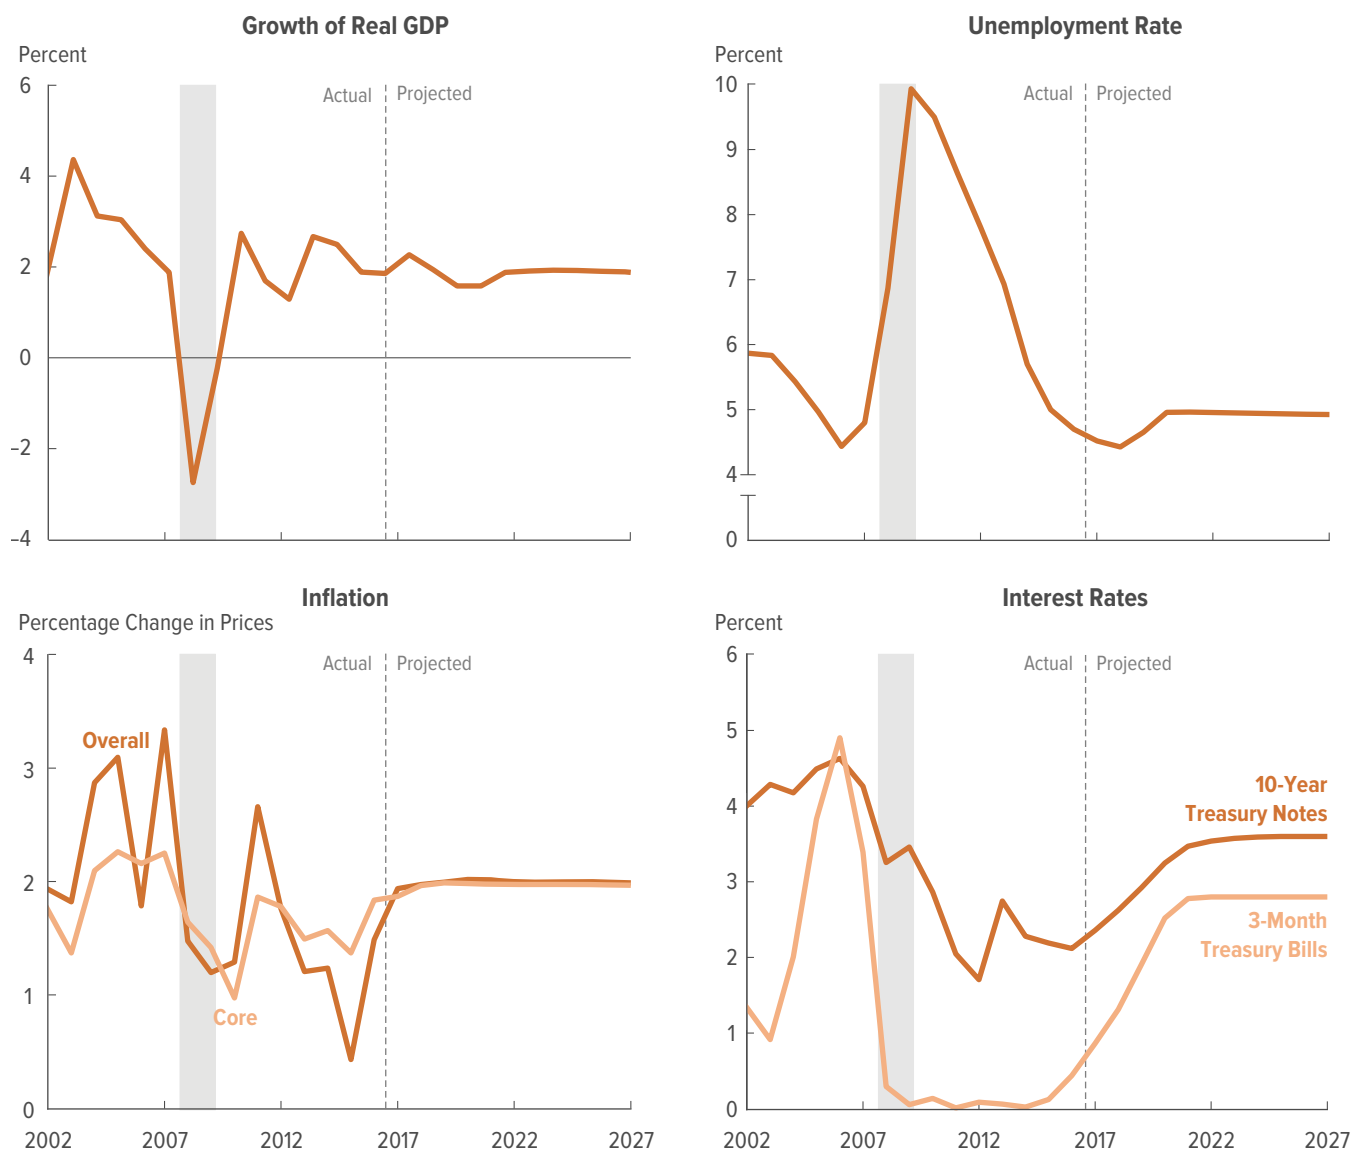 Growth of Real GDP
Percent
6
4
2
0
–2
–4
Actual
Projected
Unemployment Rate
Percent
10
9
8
7
6
5
4
0
Actual
Projected
Inflation
Percentage Change in Prices
4
3
2
1
0
Actual
Projected
Overall
Core
2002
2007
2012
2017
2022
2027
Interest Rates
Percent
6
5
4
3
2
1
0
Actual
Projected
10-Year
Treasury Notes
3-Month
Treasury Bills
2002
2007
2012
2017
2022
2027